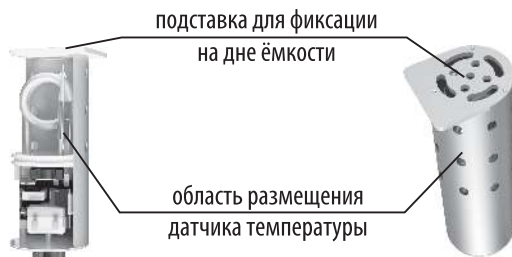 подставка для фиксации
на дне ёмкости
область размещения
датчика температуры